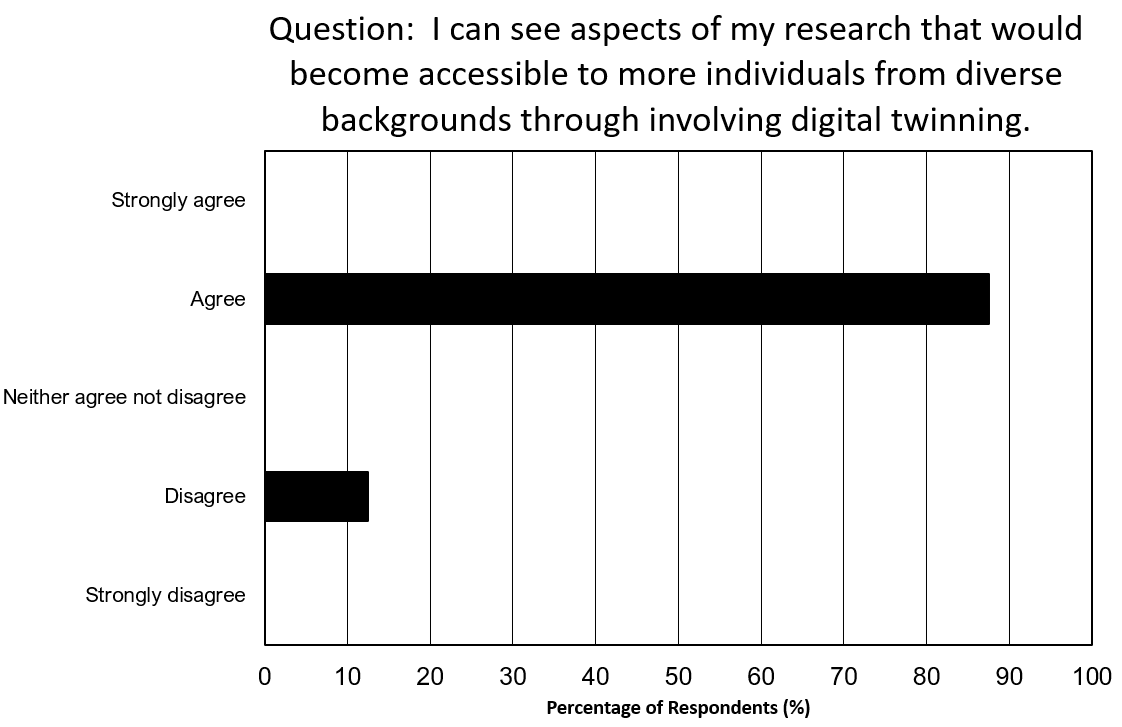 Question:  I can see aspects of my research that would
become accessible to more individuals from diverse
backgrounds through involving digital twinning.
Strongly agree
Agree
Neither agree not disagree
Disagree
Strongly disagree
0 10 20 30 40 50 60 70 80 90 100
Percentage of Respondents (%)